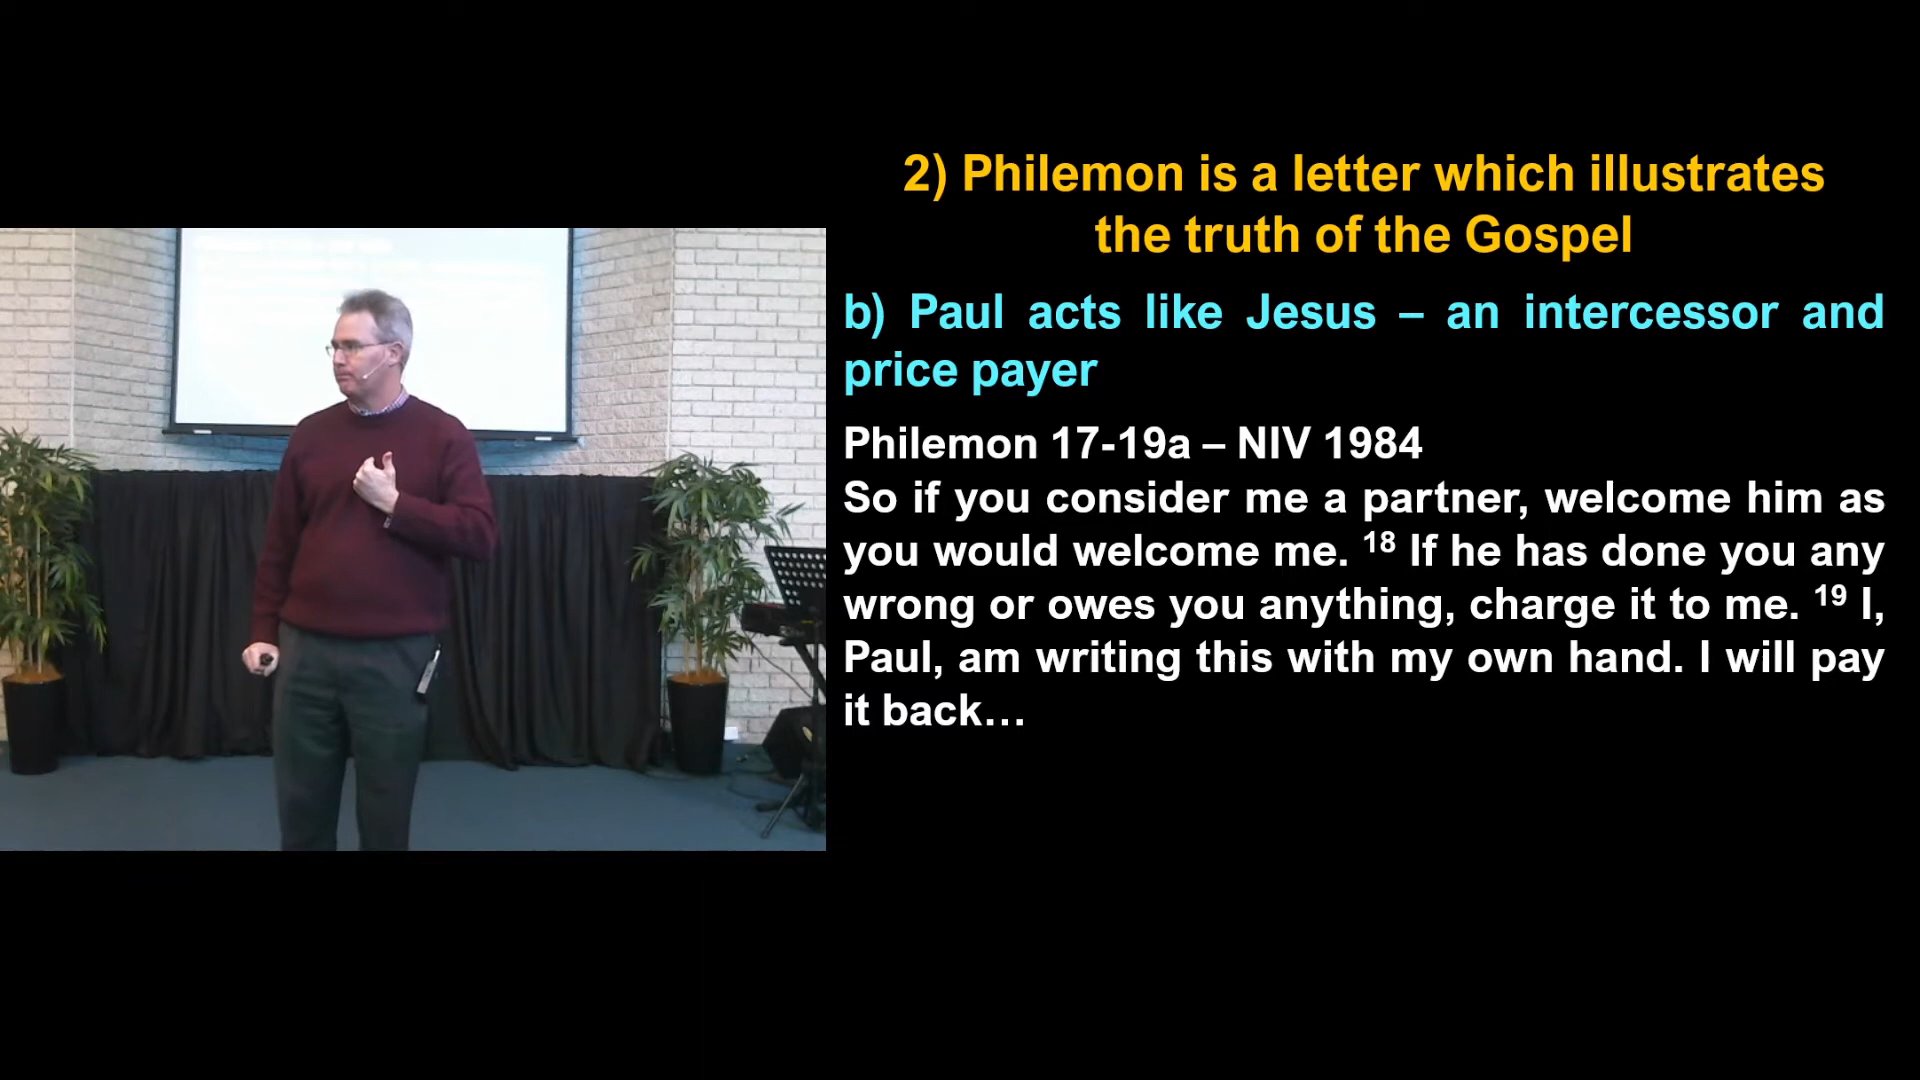 2) Philemon is a letter which illustrates
the truth of the Gospel
b) Paul acts like Jesus – an intercessor and
price payer
Philemon 17-19a – NIV 1984
So if you consider me a partner, welcome him as
you would welcome me. 18 If he has done you any
wrong or owes you anything, charge it to me. 19 I,
Paul, am writing this with my own hand. I will pay
it back…